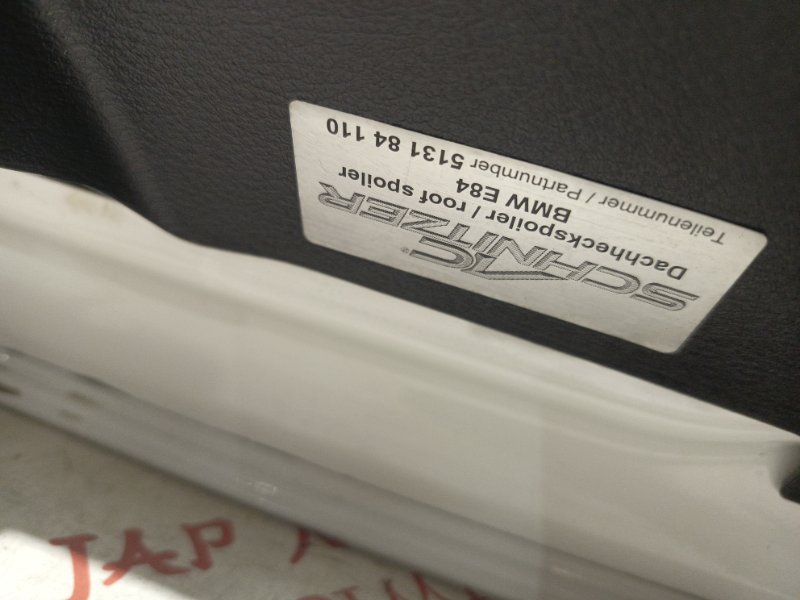 AC
SCHNITZER
Dachheckspoiler / roof spoiler
BMW E84
Teilenummer / Partnumber 5131 84 110
JAP